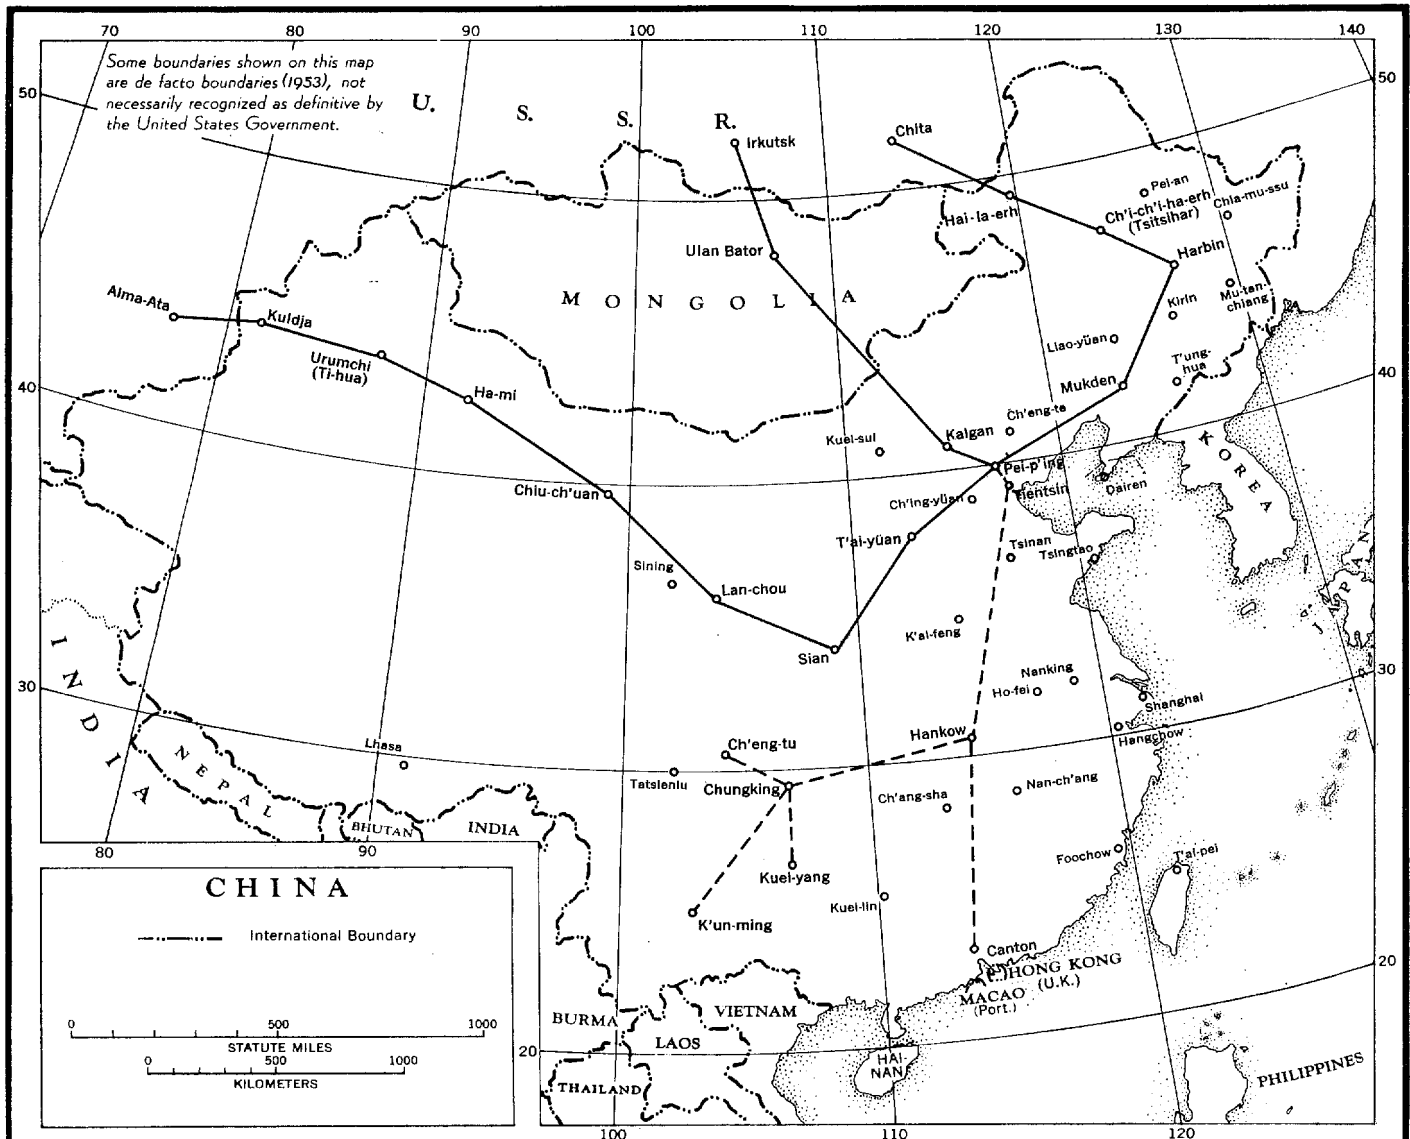 70
80
90
100
110
120
130
140
Some boundaries shown on this map
are de facto boundaries (1953), not
necessarily recognized as definitive by
the United States Government.
50
50
U. S. S. R.
Irkutsk
Chita
Pei-an
Hai-la-erh
Ch'i-ch'i-ha-erh
(Tsitsihar)
Chia-mu-ssu
Ulan Bator
Harbin
MONGOLIA
Alma-Ata
Kuldja
Kirin
Mu-tan-
chiang
Urumchi
(Ti-hua)
Liao-yüan
T'ung-
hua
40
40
Ha-mi
Mukden
Ch'eng-te
Kuei-sui
Kalgan
KOREA
Pei-p'ing
Chiu-ch'uan
Ch'ing-yüan
Tientsin
Dairen
T'ai-yüan
Tsinan
Tsingtao
JAPAN
Sining
Lan-chou
K'ai-feng
INDIA
Sian
Nanking
Ho-fei
30
30
Shanghai
Hankow
Hangchow
Lhasa
Ch'eng-tu
NEPAL
Tatsienlu
Chungking
Ch'ang-sha
Nan-ch'ang
BHUTAN
INDIA
80
90
Foochow
T'ai-pei
Kuei-yang
Kuei-lin
CHINA
K'un-ming
International Boundary
Canton
HONG KONG
(U.K.)
MACAO
(Port.)
20
VIETNAM
BURMA
0 500 1000
STATUTE MILES
LAOS
20
0 500 1000
KILOMETERS
HAI-
NAN
THAILAND
PHILIPPINES
100
110
120